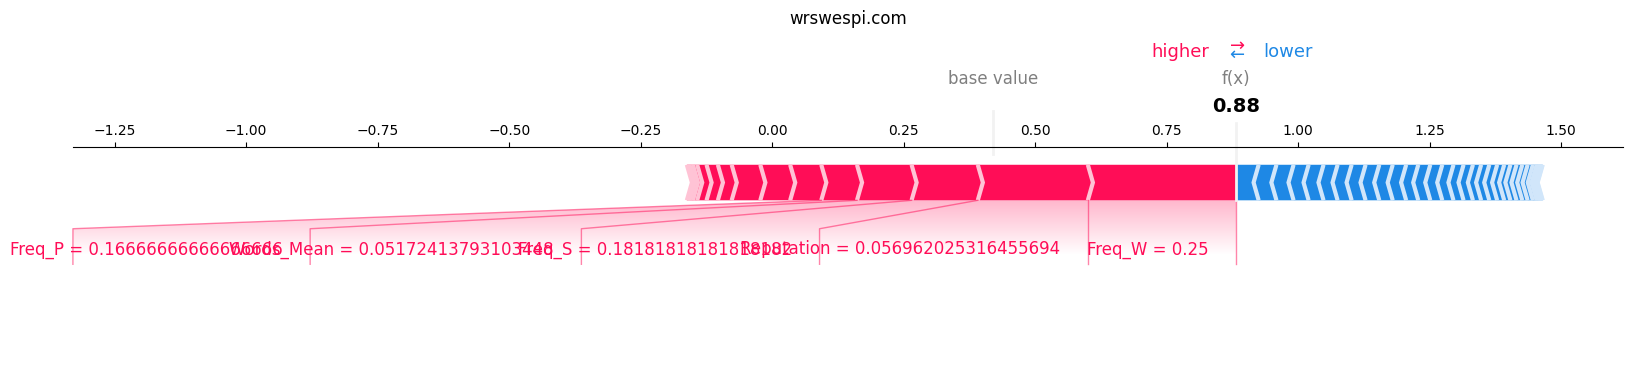 wrswespi.com
higher ⇄ lower
base value f(x)
0.88
−1.25 −1.00 −0.75 −0.50 −0.25 0.00 0.25 0.50 0.75 1.00 1.25 1.50
Freq_P = 0.16666666666666666 Words_Mean = 0.05172413793103448 Freq_S = 0.18181818181818182 Reputation = 0.056962025316455694 Freq_W = 0.25